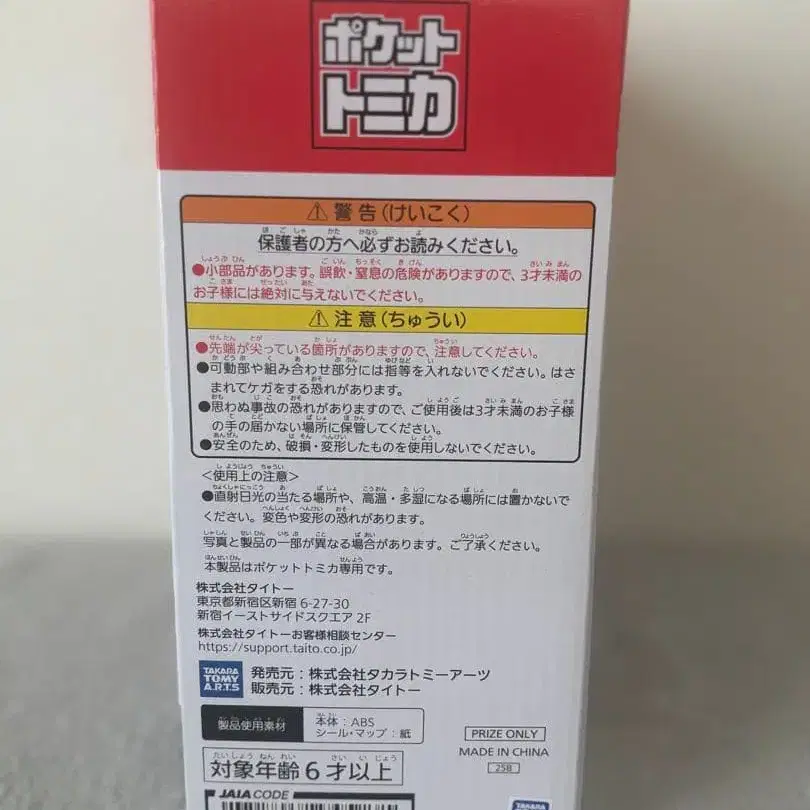 ポケット
トミカ
⚠ 警告(けいこく)
保護者の方へ必ずお読みください。
●小部品があります。誤飲・窒息の危険がありますので、3才未満の
お子様には絶対に与えないでください。
⚠ 注意(ちゅうい)
●先端が尖っている箇所がありますので、注意してください。
●可動部や組み合わせ部分には指等を入れないでください。はさ
まれてケガをする恐れがあります。
●思わぬ事故の恐れがありますので、ご使用後は3才未満のお子様
の手の届かない場所に保管してください。
●安全のため、破損・変形したものを使用しないでください。
<使用上の注意>
●直射日光の当たる場所や、高温・多湿になる場所には置かないで
ください。変色や変形の恐れがあります。
写真と製品の一部が異なる場合があります。ご了承ください。
本製品はポケットトミカ専用です。
株式会社タイトー
東京都新宿区新宿 6-27-30
新宿イーストサイドスクエア 2F
株式会社タイトーお客様相談センター
https://support.taito.co.jp/
TAKARA
TOMY
A.R.T.S
発売元:株式会社タカラトミーアーツ
販売元:株式会社タイトー
製品使用素材
本体:ABS
シール・マップ:紙
PRIZE ONLY
MADE IN CHINA
25B
たいしょうねんれい さいいじょう
対象年齢6才以上
JAIA CODE
TAKARA